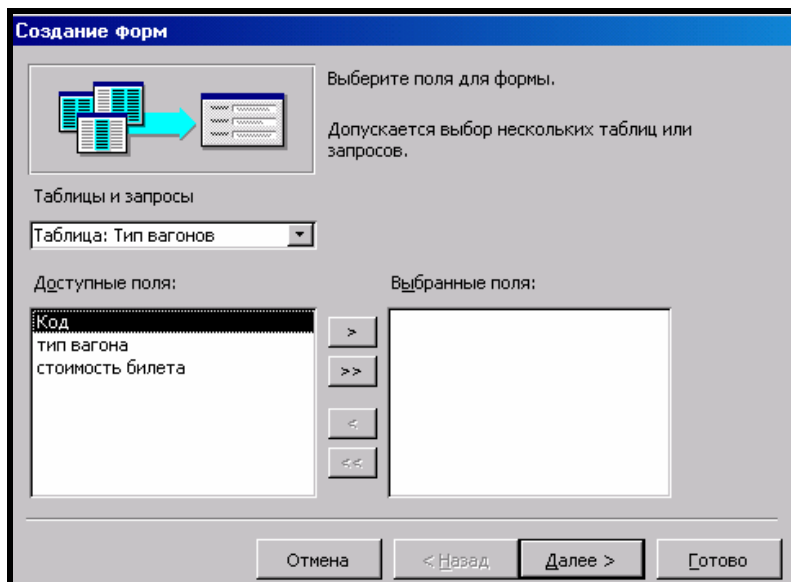 Создание форм
Выберите поля для формы.
Допускается выбор нескольких таблиц или
запросов.
Таблицы и запросы
Таблица: Тип вагонов
Доступные поля:
Выбранные поля:
Код
тип вагона
стоимость билета
>
>>
<
<<
Отмена
< Назад
Далее >
Готово